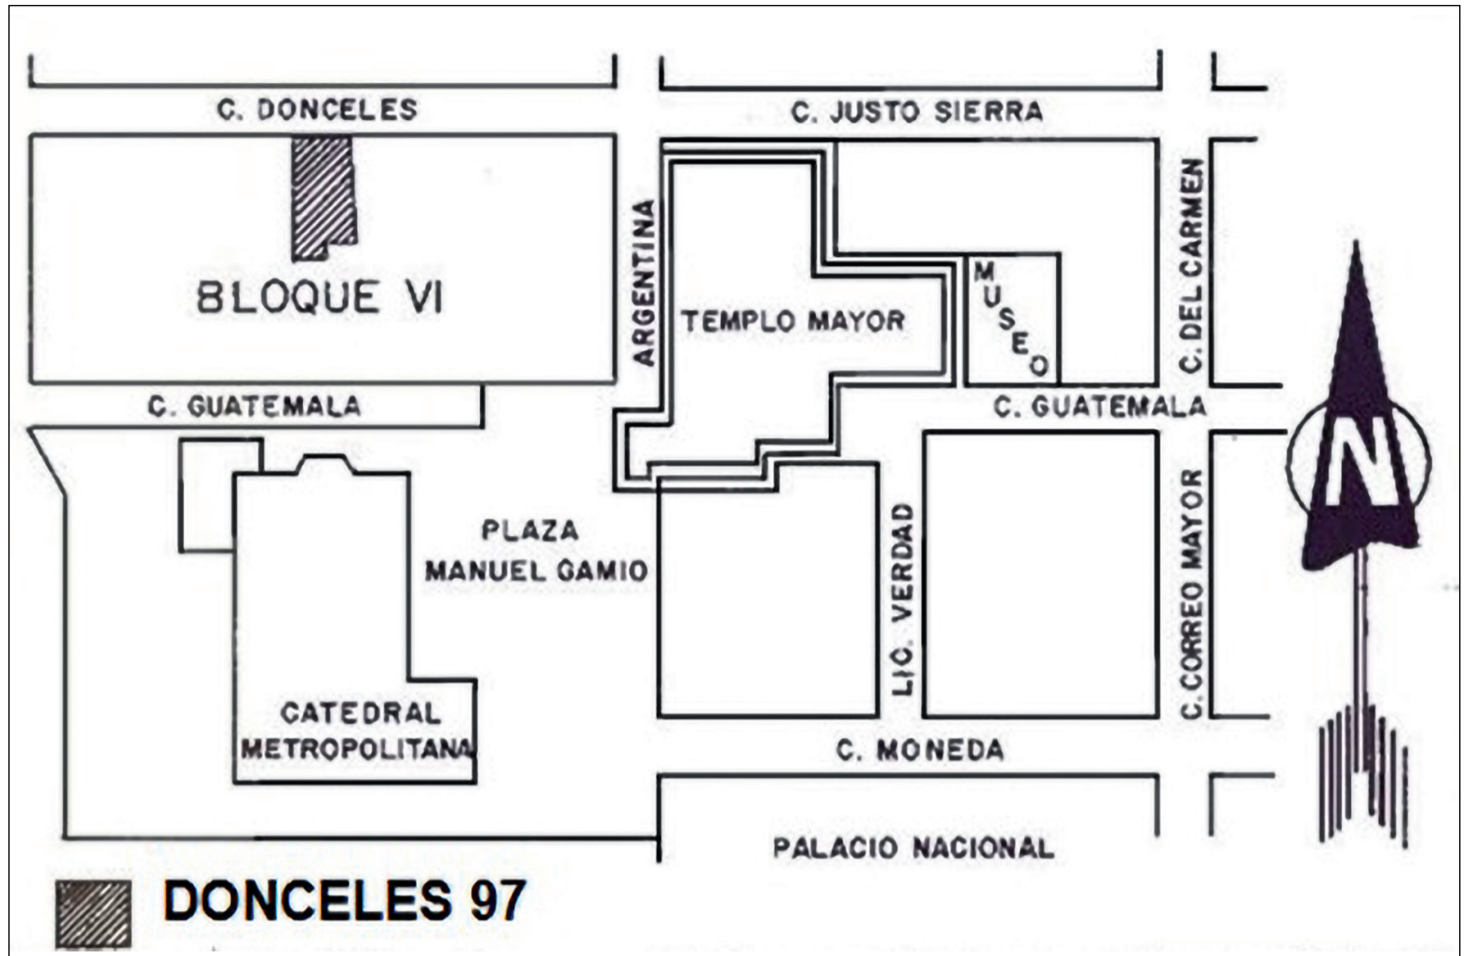 C. DONCELES
C. JUSTO SIERRA
BLOQUE VI
ARGENTINA
TEMPLO MAYOR
MUSEO
C. DEL CARMEN
C. GUATEMALA
C. GUATEMALA
PLAZA
MANUEL GAMIO
LIC. VERDAD
C. CORREO MAYOR
N
CATEDRAL
METROPOLITANA
C. MONEDA
PALACIO NACIONAL
DONCELES 97